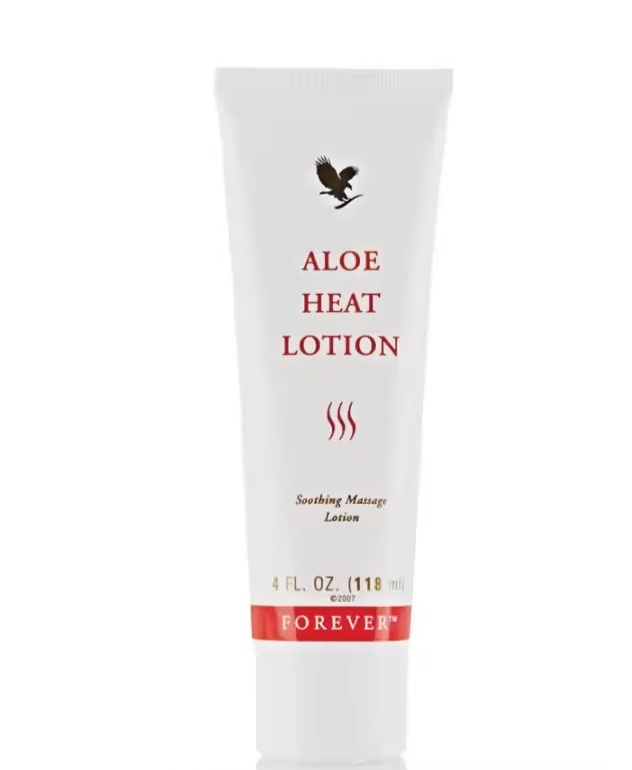 ALOE
HEAT
LOTION
Soothing Massage
Lotion
4 FL. OZ. (118 ml)
©2007
FOREVER™